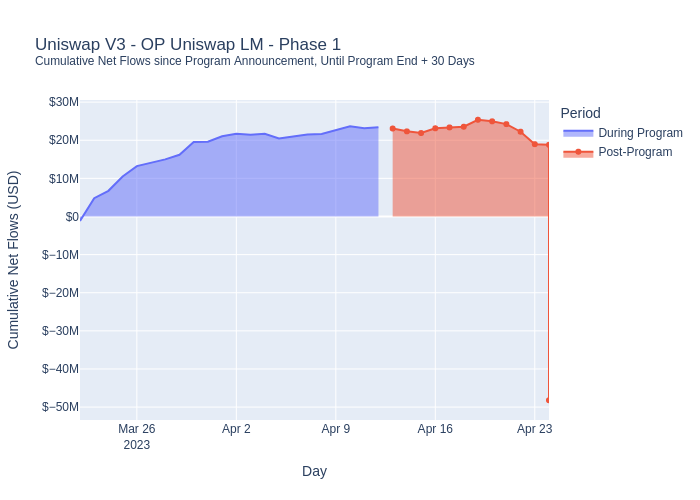 Uniswap V3 - OP Uniswap LM - Phase 1
Cumulative Net Flows since Program Announcement, Until Program End + 30 Days
Period
During Program
Post-Program
Cumulative Net Flows (USD)
$30M
$20M
$10M
$0
$−10M
$−20M
$−30M
$−40M
$−50M
Mar 26
2023
Apr 2
Apr 9
Apr 16
Apr 23
Day